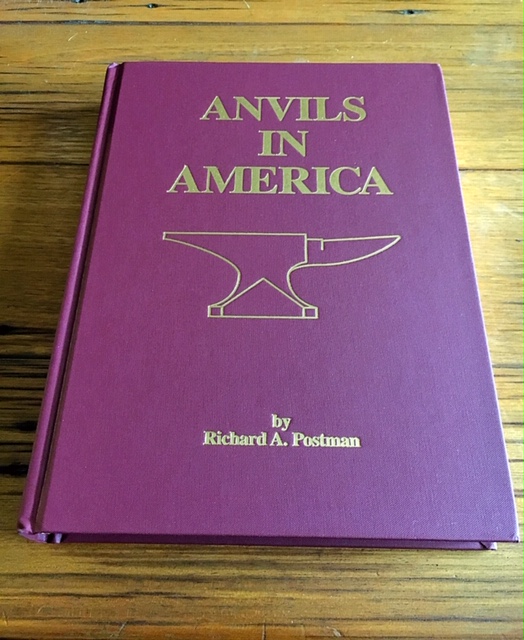 ANVILS
IN
AMERICA
by
Richard A. Postman